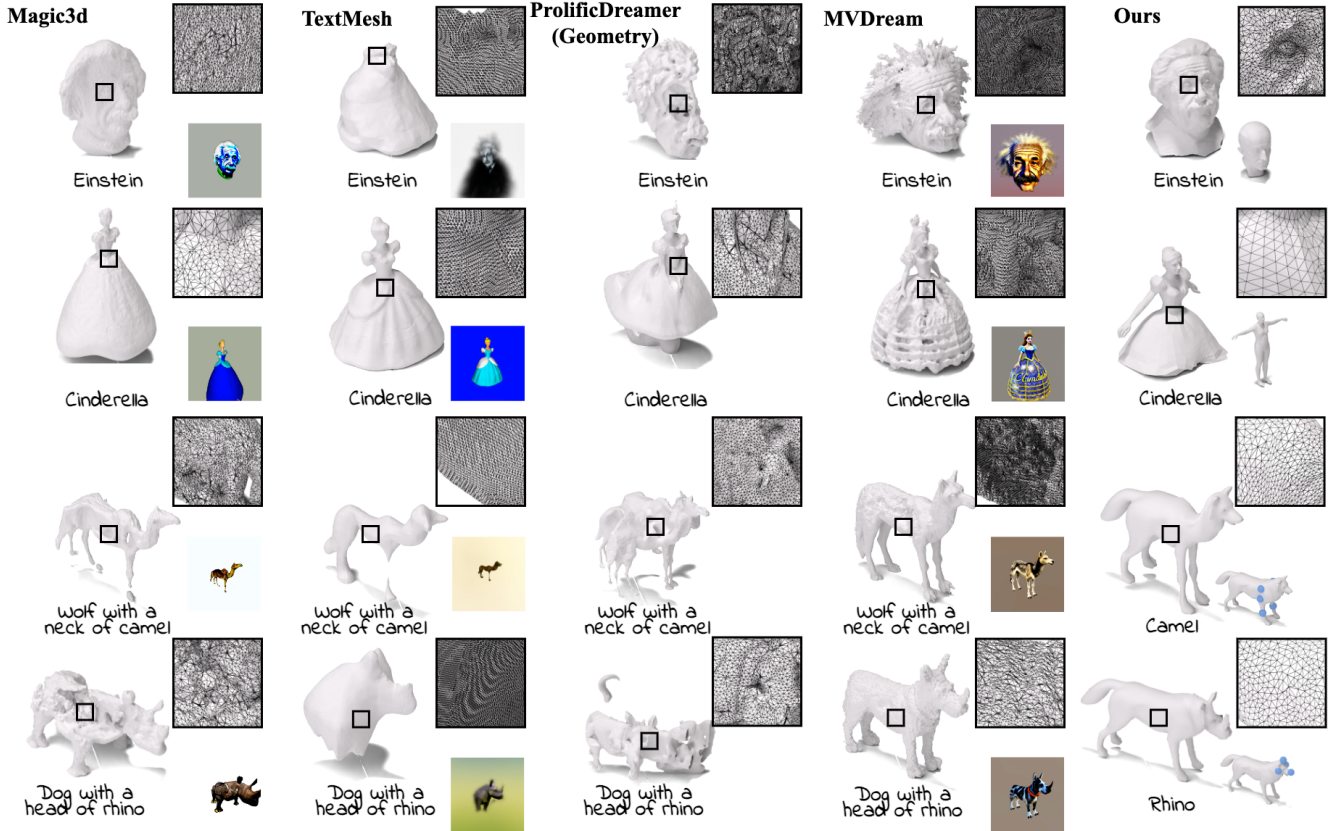 Magic3d
TextMesh
ProlificDreamer
(Geometry)
MVDream
Ours
Einstein
Einstein
Einstein
Einstein
Einstein
Cinderella
Cinderella
Cinderella
Cinderella
Cinderella
Wolf with a
neck of camel
Wolf with a
neck of camel
Wolf with a
neck of camel
Wolf with a
neck of camel
Camel
Dog with a
head of rhino
Dog with a
head of rhino
Dog with a
head of rhino
Dog with a
head of rhino
Rhino